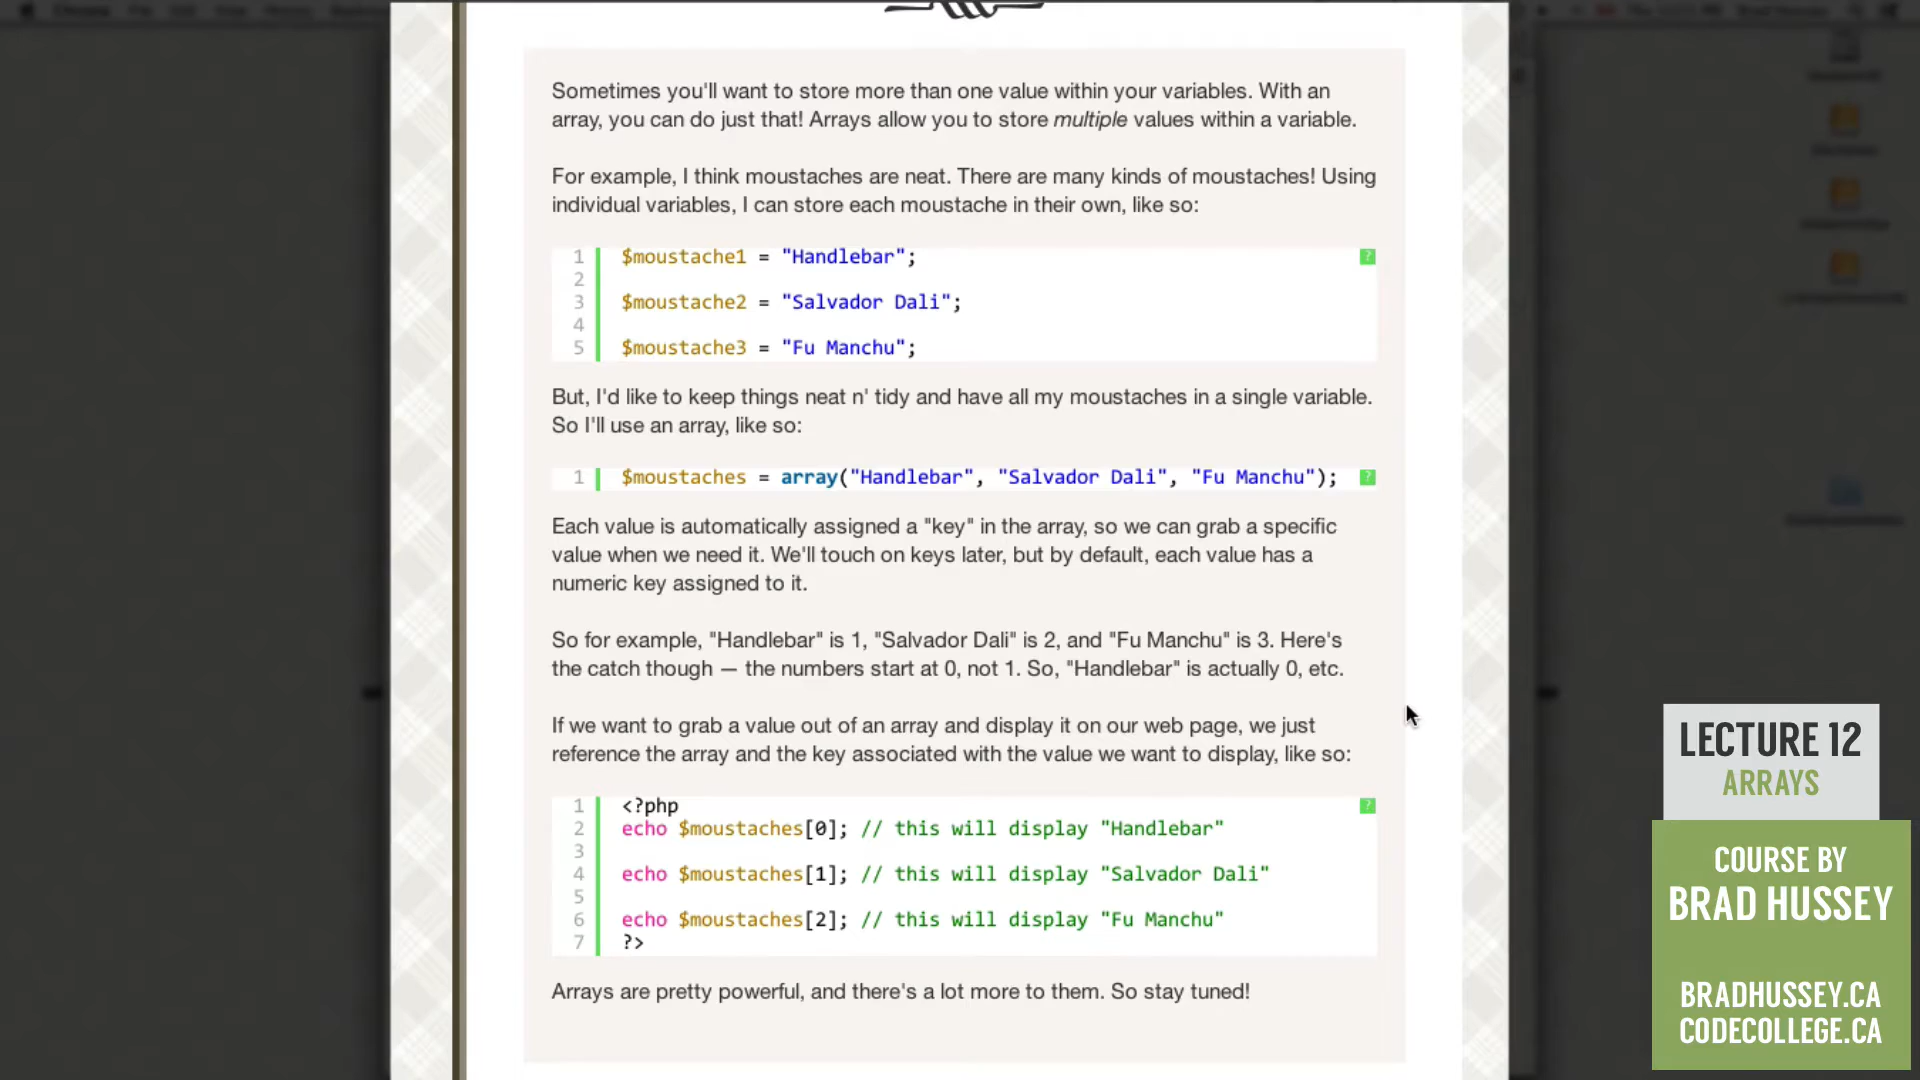 Sometimes you'll want to store more than one value within your variables. With an
array, you can do just that! Arrays allow you to store multiple values within a variable.
For example, I think moustaches are neat. There are many kinds of moustaches! Using
individual variables, I can store each moustache in their own, like so:
1 $moustache1 = "Handlebar"; ?
2
3 $moustache2 = "Salvador Dali";
4
5 $moustache3 = "Fu Manchu";
But, I'd like to keep things neat n' tidy and have all my moustaches in a single variable.
So I'll use an array, like so:
1 $moustaches = array("Handlebar", "Salvador Dali", "Fu Manchu"); ?
Each value is automatically assigned a "key" in the array, so we can grab a specific
value when we need it. We'll touch on keys later, but by default, each value has a
numeric key assigned to it.
So for example, "Handlebar" is 1, "Salvador Dali" is 2, and "Fu Manchu" is 3. Here's
the catch though — the numbers start at 0, not 1. So, "Handlebar" is actually 0, etc.
If we want to grab a value out of an array and display it on our web page, we just
reference the array and the key associated with the value we want to display, like so:
1 <?php ?
2 echo $moustaches[0]; // this will display "Handlebar"
3
4 echo $moustaches[1]; // this will display "Salvador Dali"
5
6 echo $moustaches[2]; // this will display "Fu Manchu"
7 ?>
Arrays are pretty powerful, and there's a lot more to them. So stay tuned!
LECTURE 12
ARRAYS
COURSE BY
BRAD HUSSEY
BRADHUSSEY.CA
CODECOLLEGE.CA